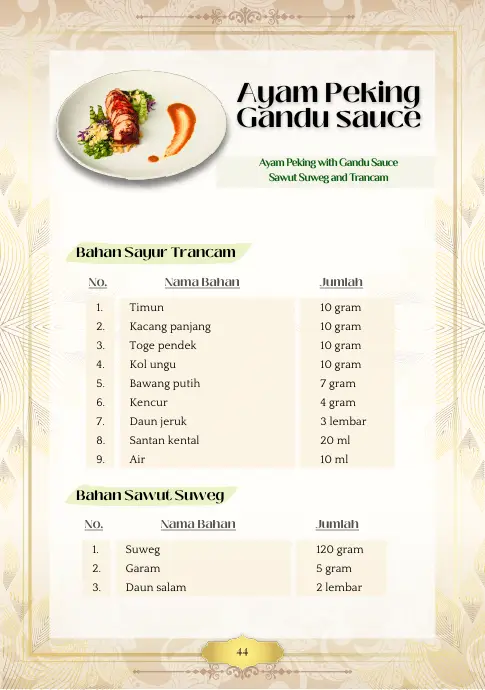 Ayam Peking
Gandu sauce
Ayam Peking with Gandu Sauce
Sawut Suweg and Trancam
Bahan Sayur Trancam
No. Nama Bahan Jumlah
1. Timun 10 gram
2. Kacang panjang 10 gram
3. Toge pendek 10 gram
4. Kol ungu 10 gram
5. Bawang putih 7 gram
6. Kencur 4 gram
7. Daun jeruk 3 lembar
8. Santan kental 20 ml
9. Air 10 ml
Bahan Sawut Suweg
No. Nama Bahan Jumlah
1. Suweg 120 gram
2. Garam 5 gram
3. Daun salam 2 lembar
44